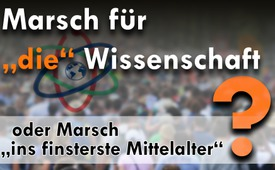 Marsch für
„die“ Wissenschaft
?
oder Marsch
„ins finsterste Mittelalter“